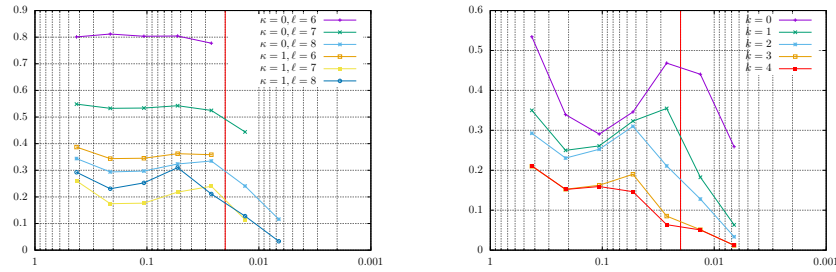 0.9
0.8
0.7
0.6
0.5
0.4
0.3
0.2
0.1
0
1
0.1
0.01
0.001
κ = 0, ℓ = 6
κ = 0, ℓ = 7
κ = 0, ℓ = 8
κ = 1, ℓ = 6
κ = 1, ℓ = 7
κ = 1, ℓ = 8
0.6
0.5
0.4
0.3
0.2
0.1
0
1
0.1
0.01
0.001
k = 0
k = 1
k = 2
k = 3
k = 4